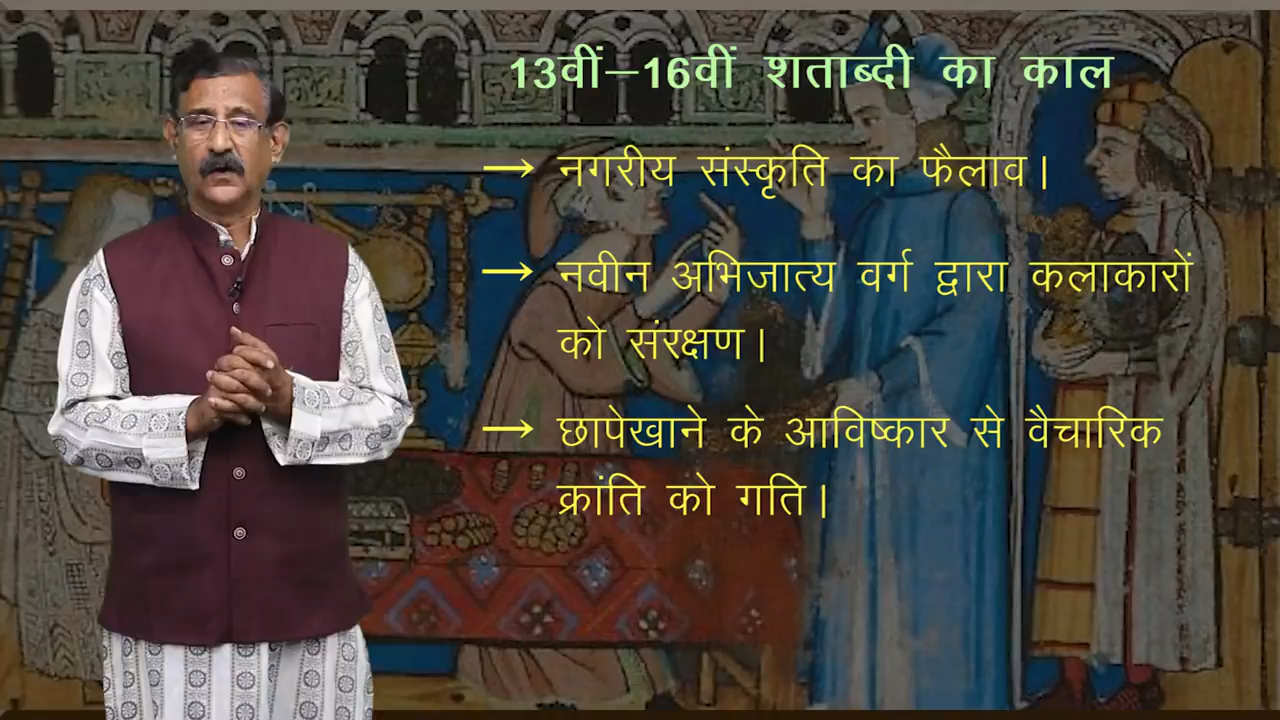 13वीं–16वीं शताब्दी का काल
→ नगरीय संस्कृति का फैलाव।
→ नवीन अभिजात्य वर्ग द्वारा कलाकारों
को संरक्षण।
→ छापेखाने के आविष्कार से वैचारिक
क्रांति को गति।